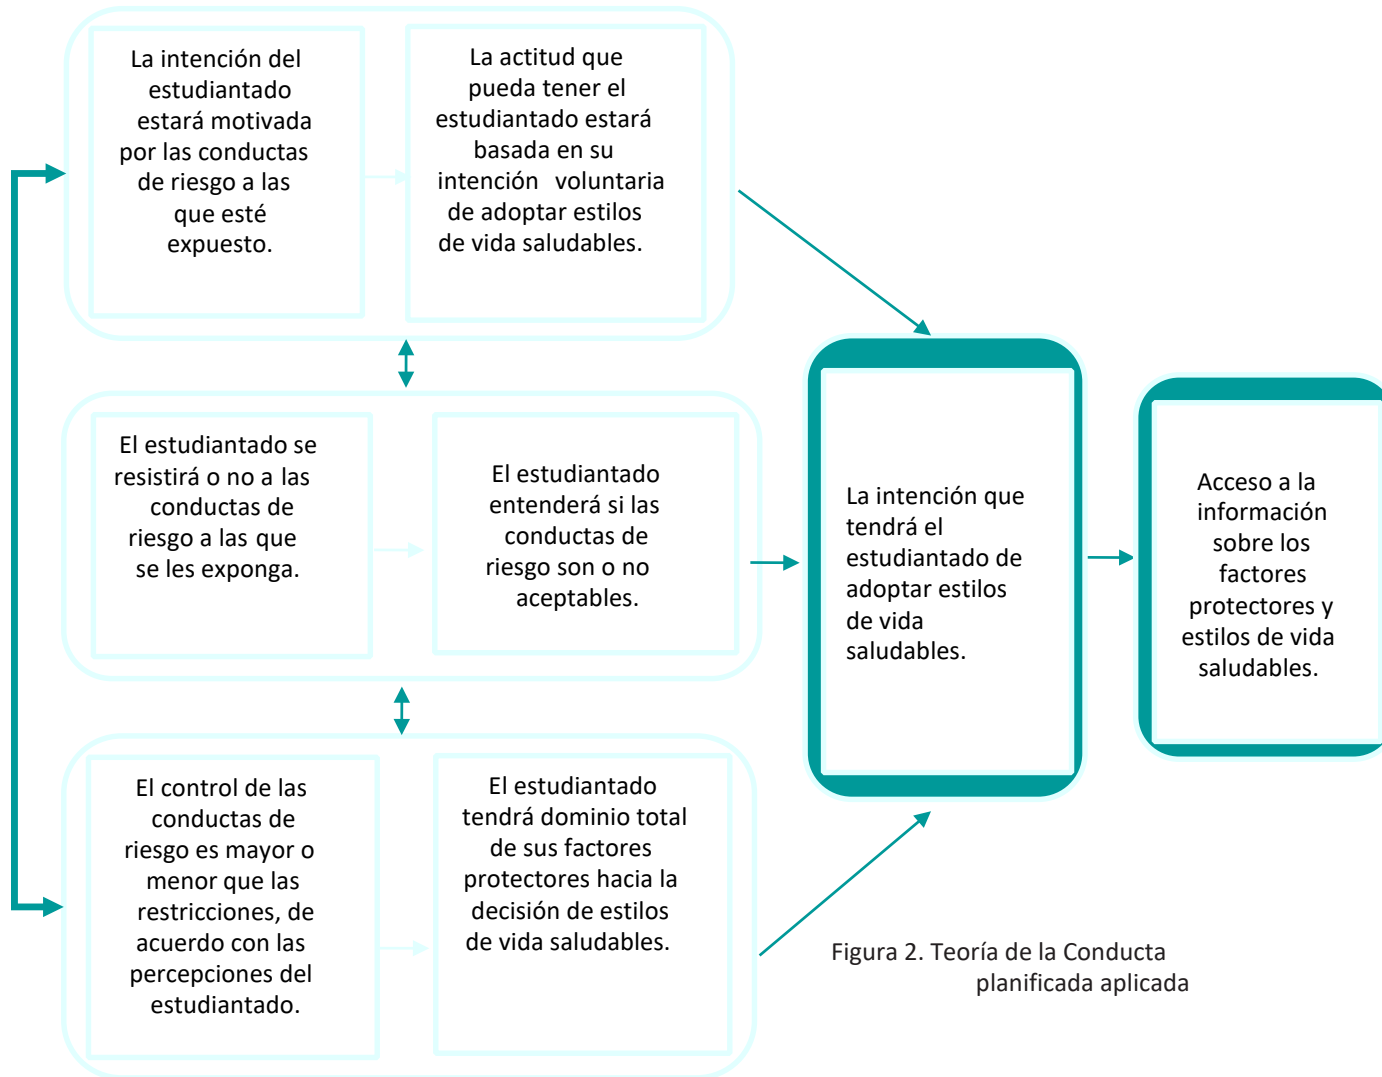 La intención del
estudiantado
estará motivada
por las conductas
de riesgo a las
que esté
expuesto.
La actitud que
pueda tener el
estudiantado estará
basada en su
intención voluntaria
de adoptar estilos
de vida saludables.
El estudiantado se
resistirá o no a las
conductas de
riesgo a las que
se les exponga.
El estudiantado
entenderá si las
conductas de
riesgo son o no
aceptables.
El control de las
conductas de
riesgo es mayor o
menor que las
restricciones, de
acuerdo con las
percepciones del
estudiantado.
El estudiantado
tendrá dominio total
de sus factores
protectores hacia la
decisión de estilos
de vida saludables.
La intención que
tendrá el
estudiantado de
adoptar estilos
de vida
saludables.
Acceso a la
información
sobre los
factores
protectores y
estilos de vida
saludables.
Figura 2. Teoría de la Conducta
planificada aplicada